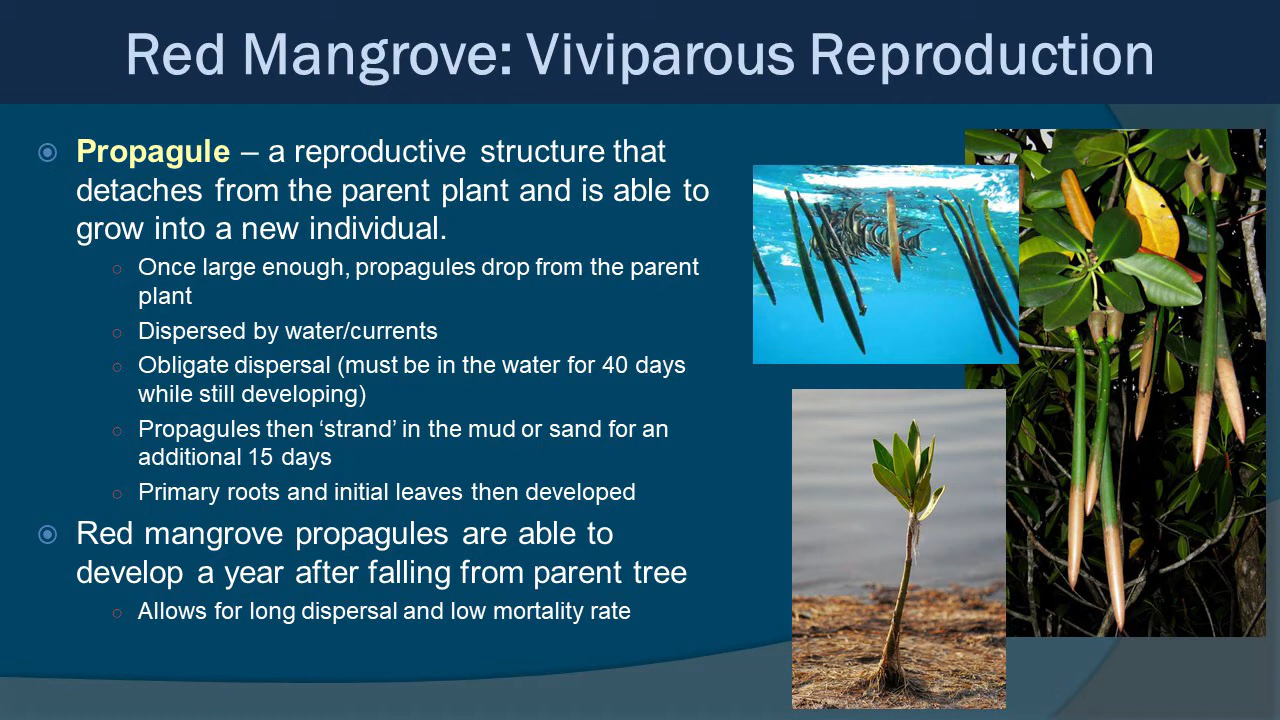 Red Mangrove: Viviparous Reproduction
Propagule – a reproductive structure that
detaches from the parent plant and is able to
grow into a new individual.
Once large enough, propagules drop from the parent
plant
Dispersed by water/currents
Obligate dispersal (must be in the water for 40 days
while still developing)
Propagules then ‘strand’ in the mud or sand for an
additional 15 days
Primary roots and initial leaves then developed
Red mangrove propagules are able to
develop a year after falling from parent tree
Allows for long dispersal and low mortality rate